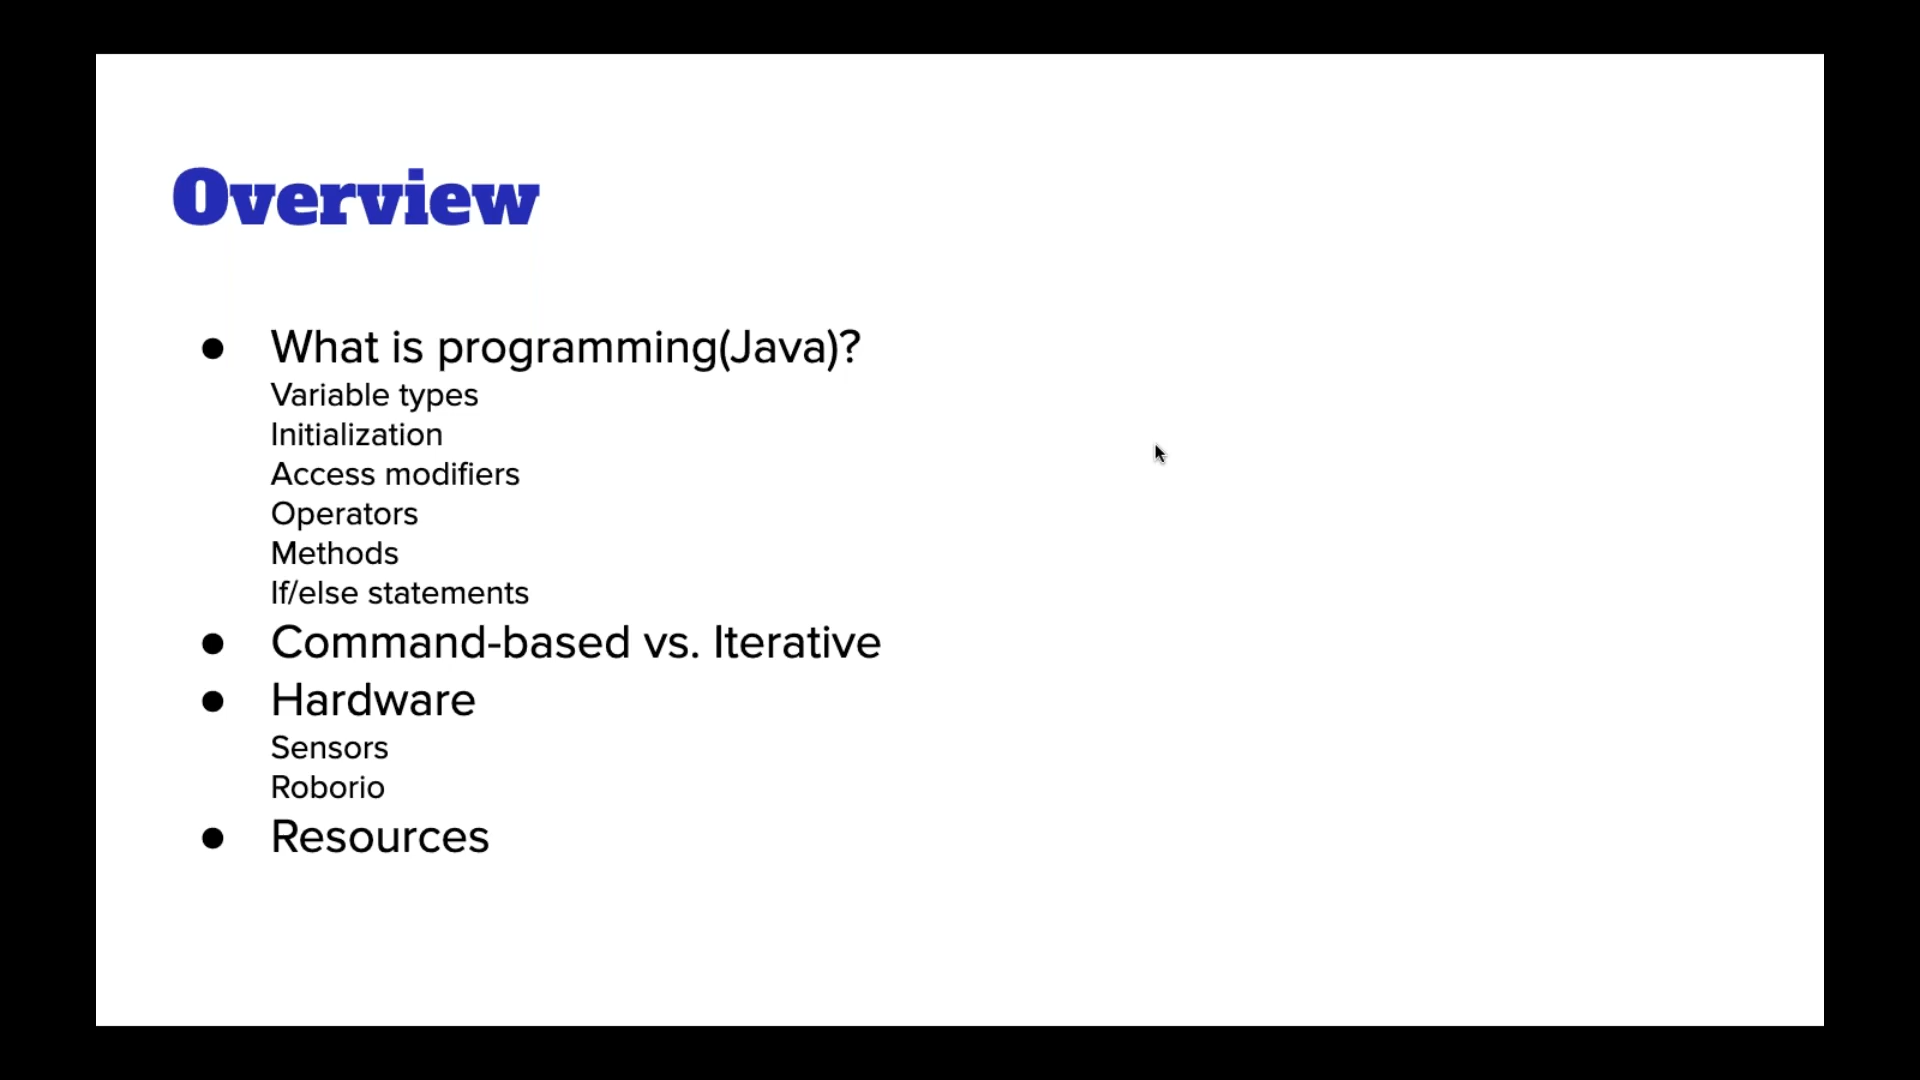 Overview
● What is programming(Java)?
Variable types
Initialization
Access modifiers
Operators
Methods
If/else statements
● Command-based vs. Iterative
● Hardware
Sensors
Roborio
● Resources